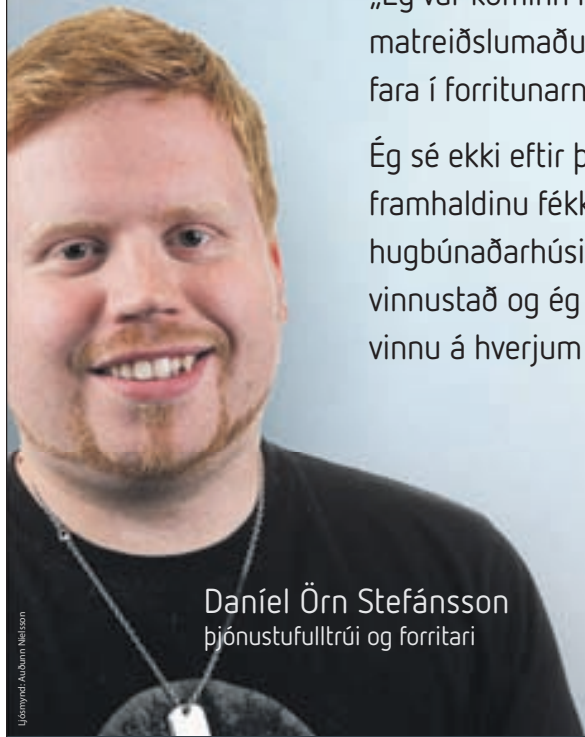 „Ég var kominn
matreiðslumaðu
fara í forritunarn
Ég sé ekki eftir þ
framhaldinu fékk
hugbúnaðarhúsi
vinnustað og ég
vinnu á hverjum
Daníel Örn Stefánsson
þjónustufulltrúi og forritari
Ljósmynd: Auðunn Níelsson